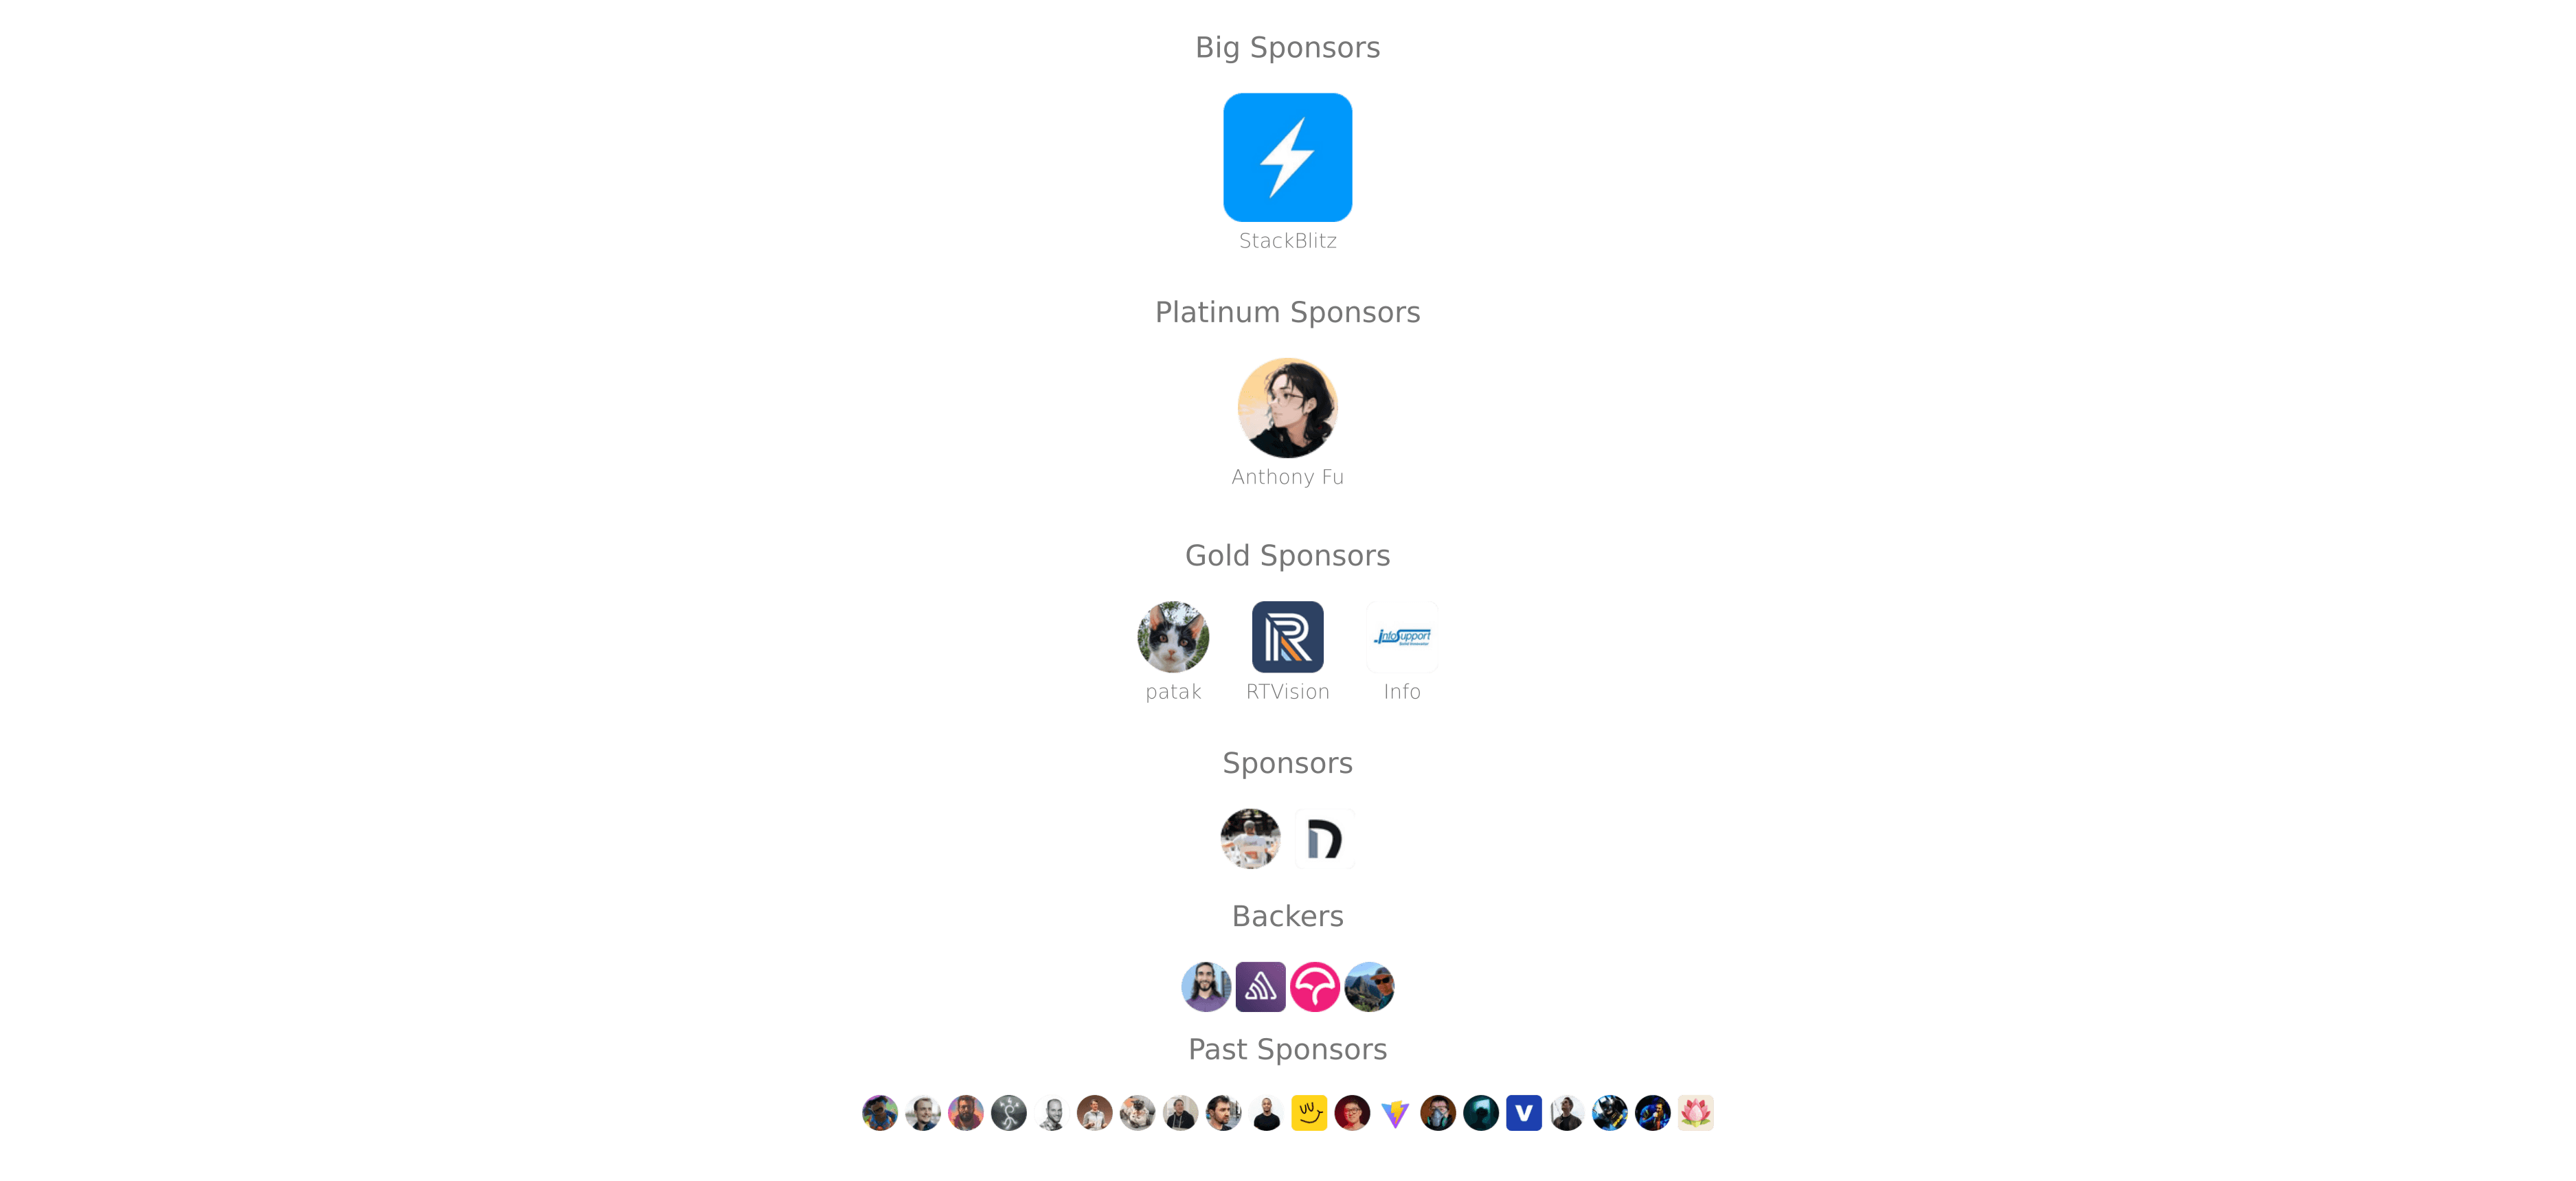 Big Sponsors
StackBlitz
Platinum Sponsors
Anthony Fu
Gold Sponsors
infoSupport
patak RTVision Info
Sponsors
Backers
Past Sponsors
V